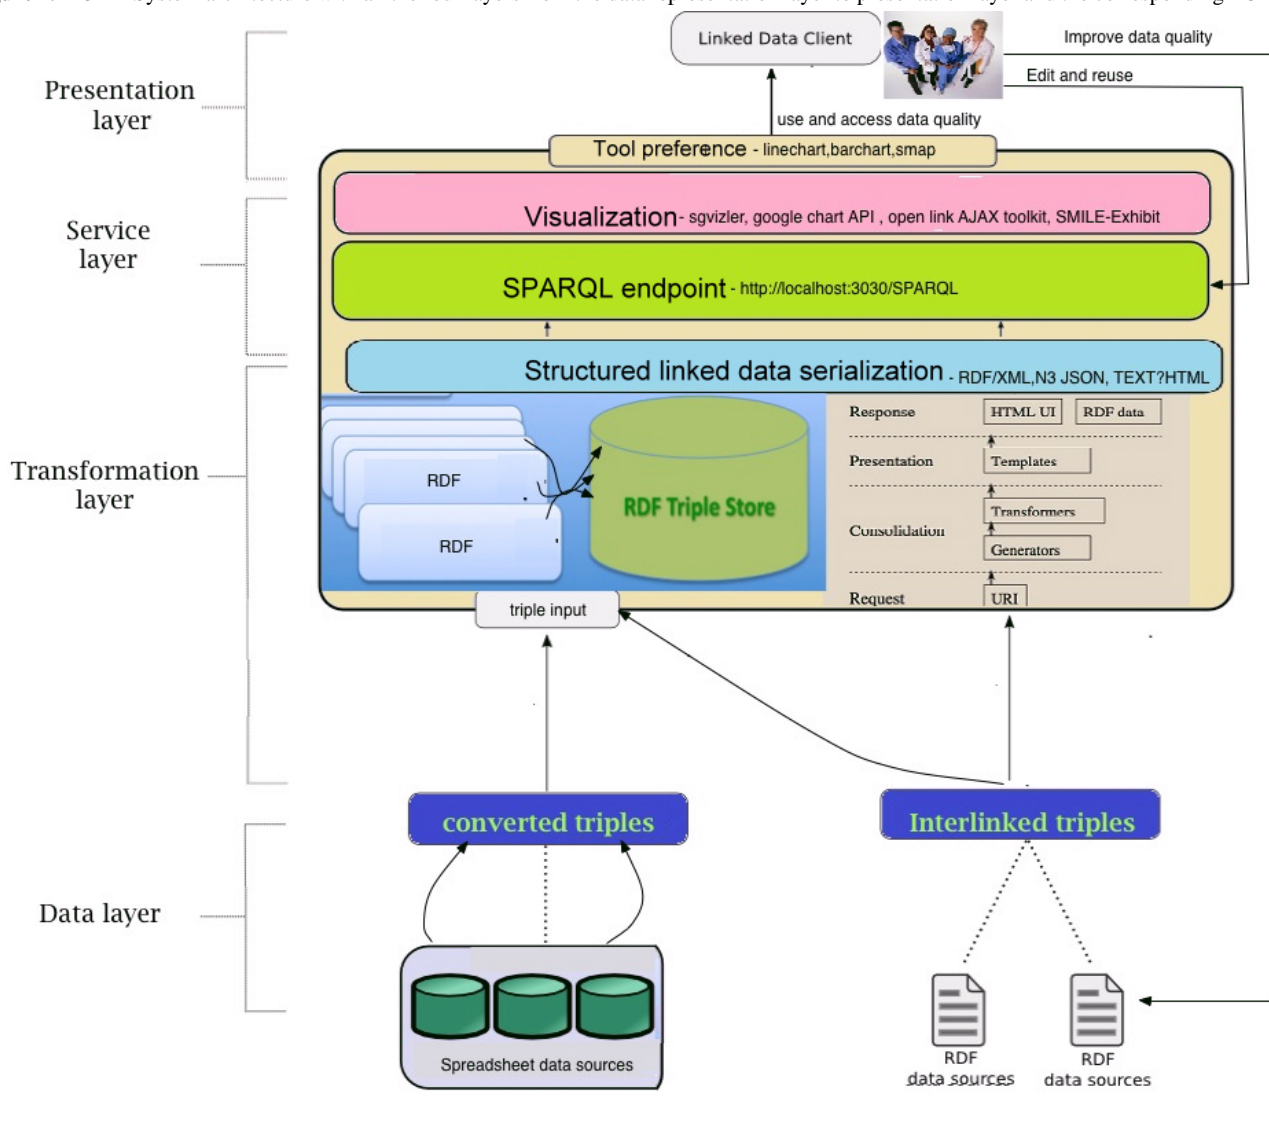 Linked Data Client
Improve data quality
Edit and reuse
use and access data quality
Presentation
layer
Tool preference - linechart,barchart,smap
Visualization- sgvizler, google chart API , open link AJAX toolkit, SMILE-Exhibit
Service
layer
SPARQL endpoint - http://localhost:3030/SPARQL
Structured linked data serialization - RDF/XML,N3 JSON, TEXT?HTML
Transformation
layer
RDF
RDF
RDF Triple Store
Response
HTML UI
RDF data
Presentation
Templates
Consolidation
Transformers
Generators
Request
URI
triple input
converted triples
Interlinked triples
Data layer
Spreadsheet data sources
RDF
data sources
RDF
data sources